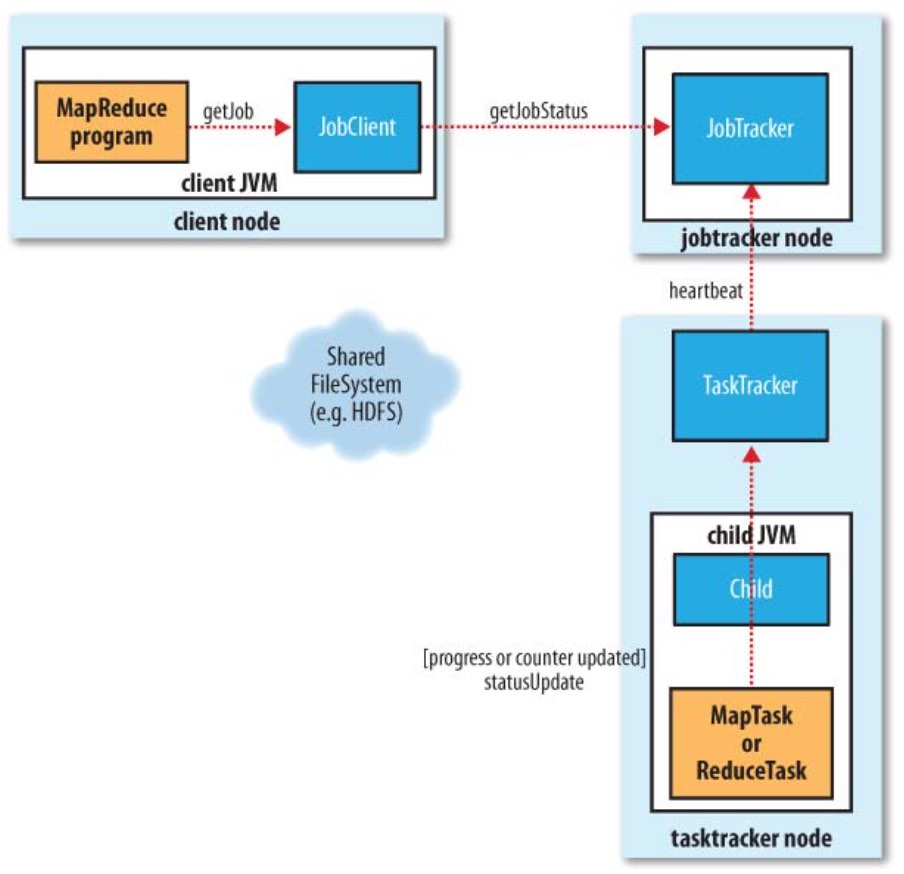 MapReduce
program
getJob
JobClient
client JVM
client node
getJobStatus
JobTracker
jobtracker node
heartbeat
Shared
FileSystem
(e.g. HDFS)
TaskTracker
child JVM
Child
[progress or counter updated]
statusUpdate
MapTask
or
ReduceTask
tasktracker node